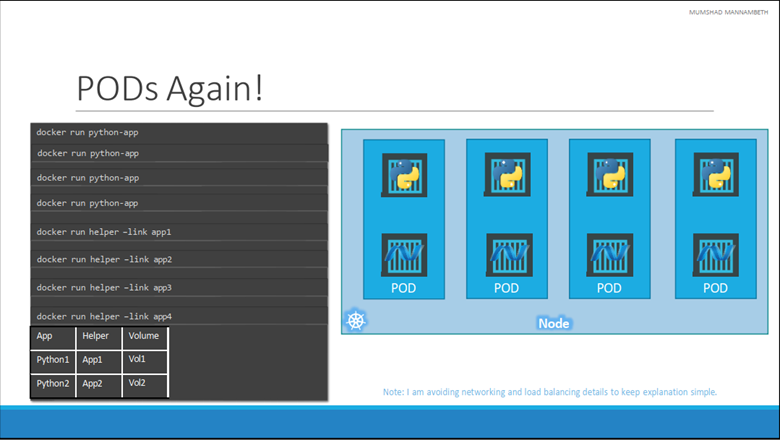 MUMSHAD MANNAMBETH
PODs Again!
docker run python-app
docker run python-app
docker run python-app
docker run python-app
docker run helper –link app1
docker run helper –link app2
docker run helper –link app3
docker run helper –link app4
App Helper Volume
Python1 App1 Vol1
Python2 App2 Vol2
POD POD POD POD
Node
Note: I am avoiding networking and load balancing details to keep explanation simple.